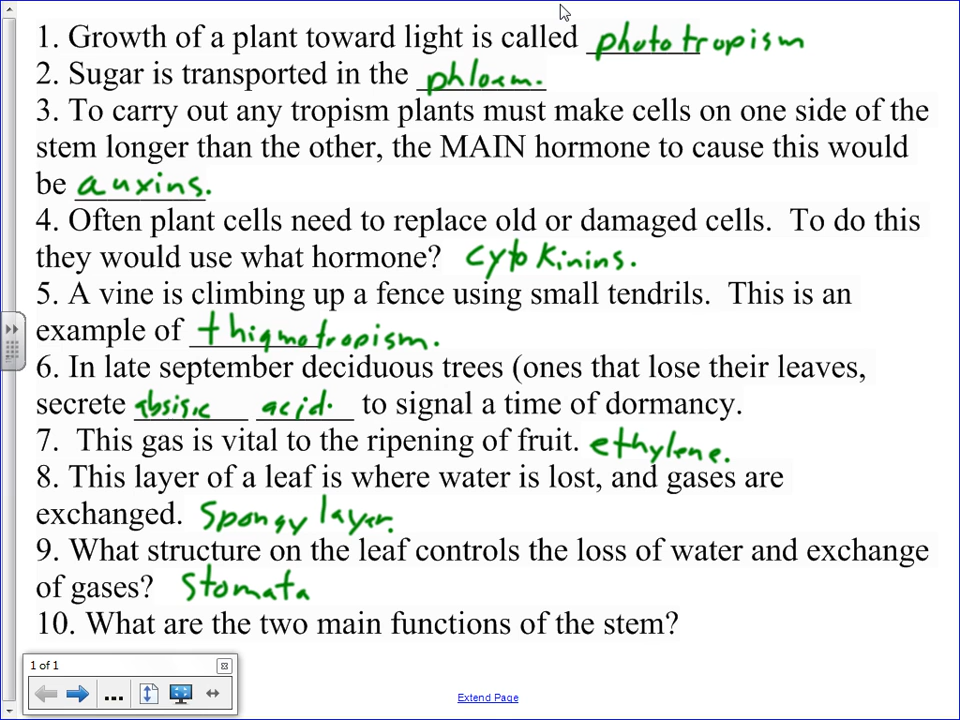 1. Growth of a plant toward light is called phototropism
2. Sugar is transported in the phloem.
3. To carry out any tropism plants must make cells on one side of the
stem longer than the other, the MAIN hormone to cause this would
be auxins.
4. Often plant cells need to replace old or damaged cells. To do this
they would use what hormone? Cytokinins.
5. A vine is climbing up a fence using small tendrils. This is an
example of thigmotropism.
6. In late september deciduous trees (ones that lose their leaves,
secrete absisic acid. to signal a time of dormancy.
7. This gas is vital to the ripening of fruit. ethylene.
8. This layer of a leaf is where water is lost, and gases are
exchanged. Spongy layer.
9. What structure on the leaf controls the loss of water and exchange
of gases? Stomata
10. What are the two main functions of the stem?
1 of 1
Extend Page